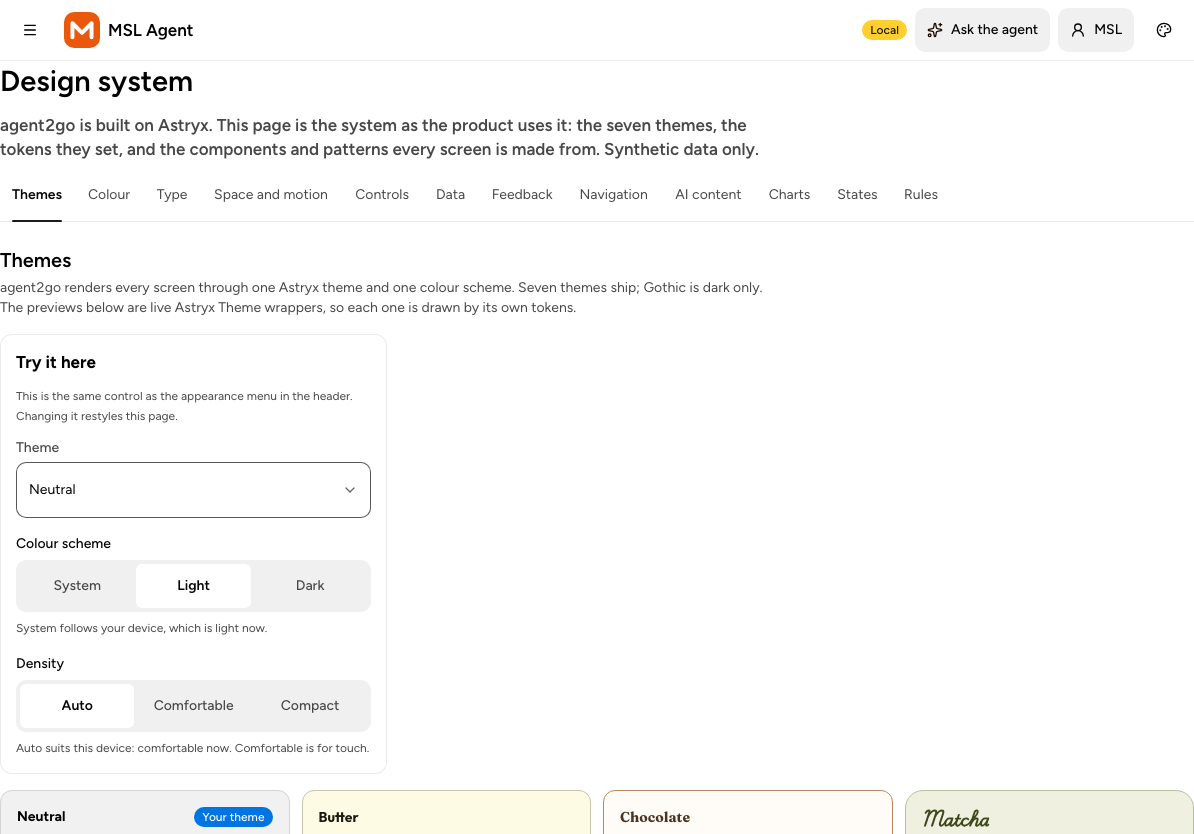 MSL Agent
Local
Ask the agent
MSL
Design system
agent2go is built on Astryx. This page is the system as the product uses it: the seven themes, the
tokens they set, and the components and patterns every screen is made from. Synthetic data only.
Themes
Colour
Type
Space and motion
Controls
Data
Feedback
Navigation
AI content
Charts
States
Rules
Themes
agent2go renders every screen through one Astryx theme and one colour scheme. Seven themes ship; Gothic is dark only.
The previews below are live Astryx Theme wrappers, so each one is drawn by its own tokens.
Try it here
This is the same control as the appearance menu in the header.
Changing it restyles this page.
Theme
Neutral
Colour scheme
System
Light
Dark
System follows your device, which is light now.
Density
Auto
Comfortable
Compact
Auto suits this device: comfortable now. Comfortable is for touch.
Neutral
Your theme
Butter
Chocolate
Matcha